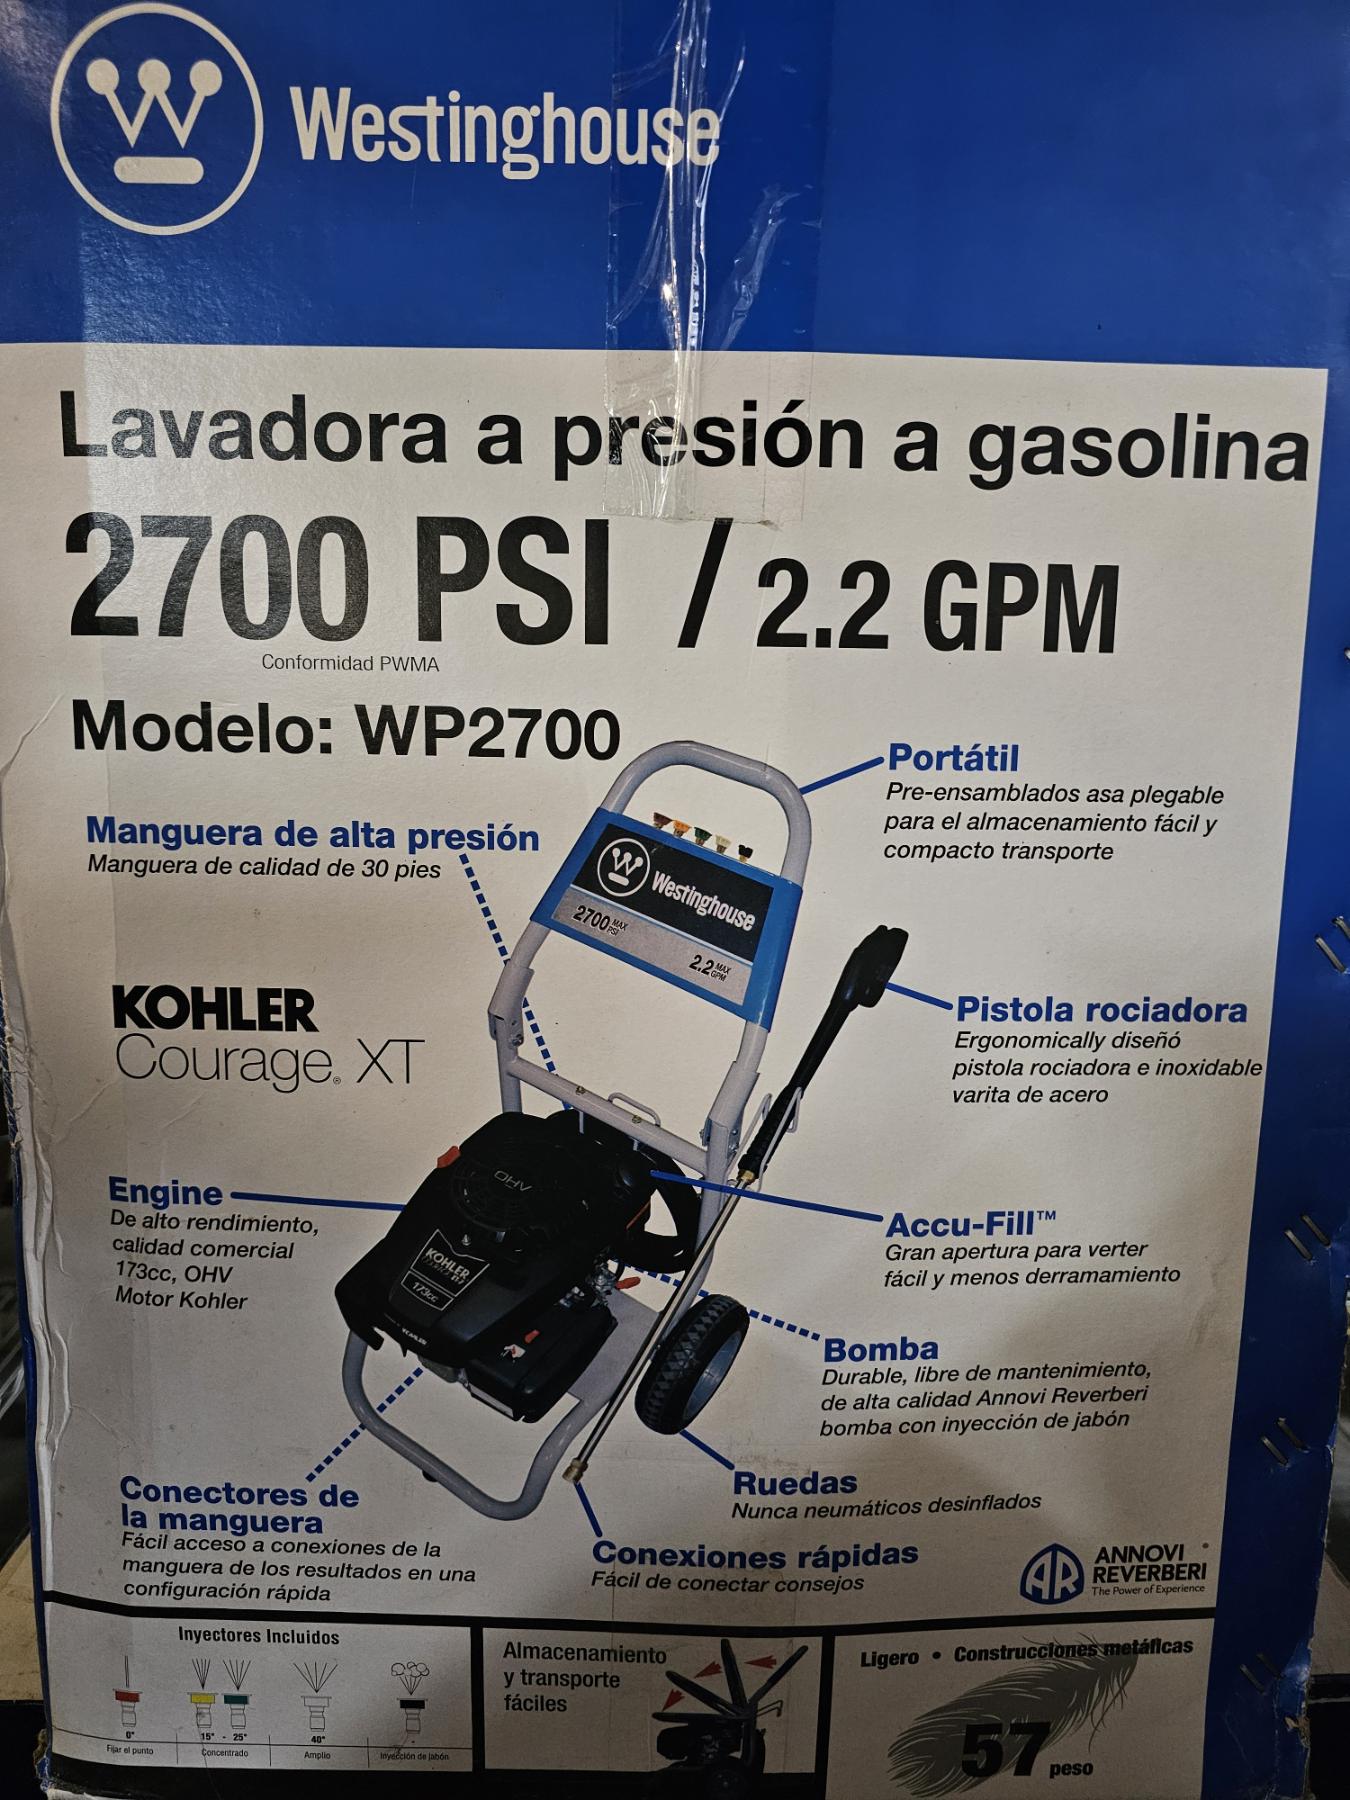 Westinghouse
Lavadora a presión a gasolina
2700 PSI / 2.2 GPM
Conformidad PWMA
Modelo: WP2700
Portátil
Pre-ensamblados asa plegable
para el almacenamiento fácil y
compacto transporte
Manguera de alta presión
Manguera de calidad de 30 pies
Westinghouse
2700 MAX PSI
2.2 MAX GPM
KOHLER
Courage® XT
Pistola rociadora
Ergonomically diseñó
pistola rociadora e inoxidable
varita de acero
OHV
Engine
De alto rendimiento,
calidad comercial
173cc, OHV
Motor Kohler
KOHLER
173cc
KOHLER
Accu-Fill™
Gran apertura para verter
fácil y menos derramamiento
Bomba
Durable, libre de mantenimiento,
de alta calidad Annovi Reverberi
bomba con inyección de jabón
Ruedas
Nunca neumáticos desinflados
Conectores de
la manguera
Fácil acceso a conexiones de la
manguera de los resultados en una
configuración rápida
Conexiones rápidas
Fácil de conectar consejos
AR ANNOVI
REVERBERI
The Power of Experience
Inyectores Incluidos
0° 15° - 25° 40° -
Fijar el punto Concentrado Amplio Inyección de jabón
Almacenamiento
y transporte
fáciles
Ligero • Construcciones metálicas
57 peso